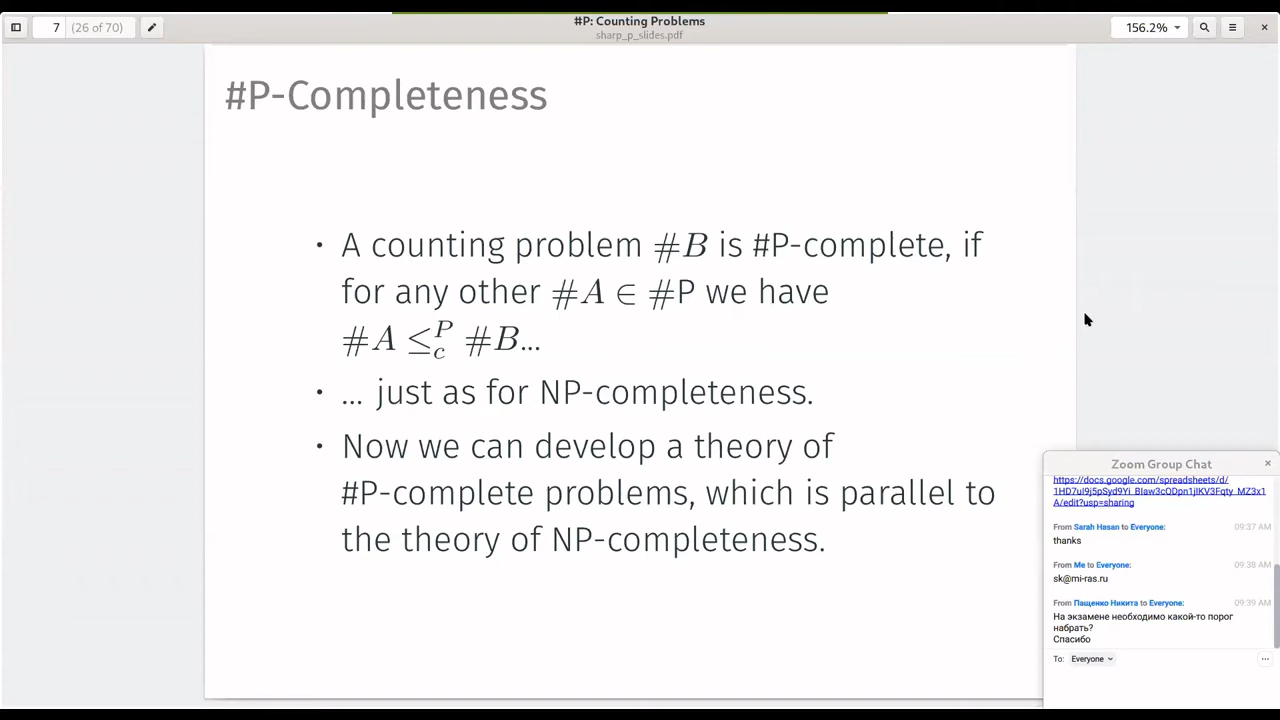 7 (26 of 70)
#P: Counting Problems
sharp_p_slides.pdf
156.2%
#P-Completeness
• A counting problem #B is #P-complete, if
for any other #A ∈ #P we have
#A ≤_c^P #B...
• ... just as for NP-completeness.
• Now we can develop a theory of
#P-complete problems, which is parallel to
the theory of NP-completeness.
Zoom Group Chat
https://docs.google.com/spreadsheets/d/
A/edit?usp=sharing
From Sarah Hasan to Everyone: 09:37 AM
thanks
From Me to Everyone: 09:38 AM
sk@mi-ras.ru
From Пащенко Никита to Everyone: 09:39 AM
На экзамене необходимо какой-то порог
набрать?
Спасибо
To: Everyone